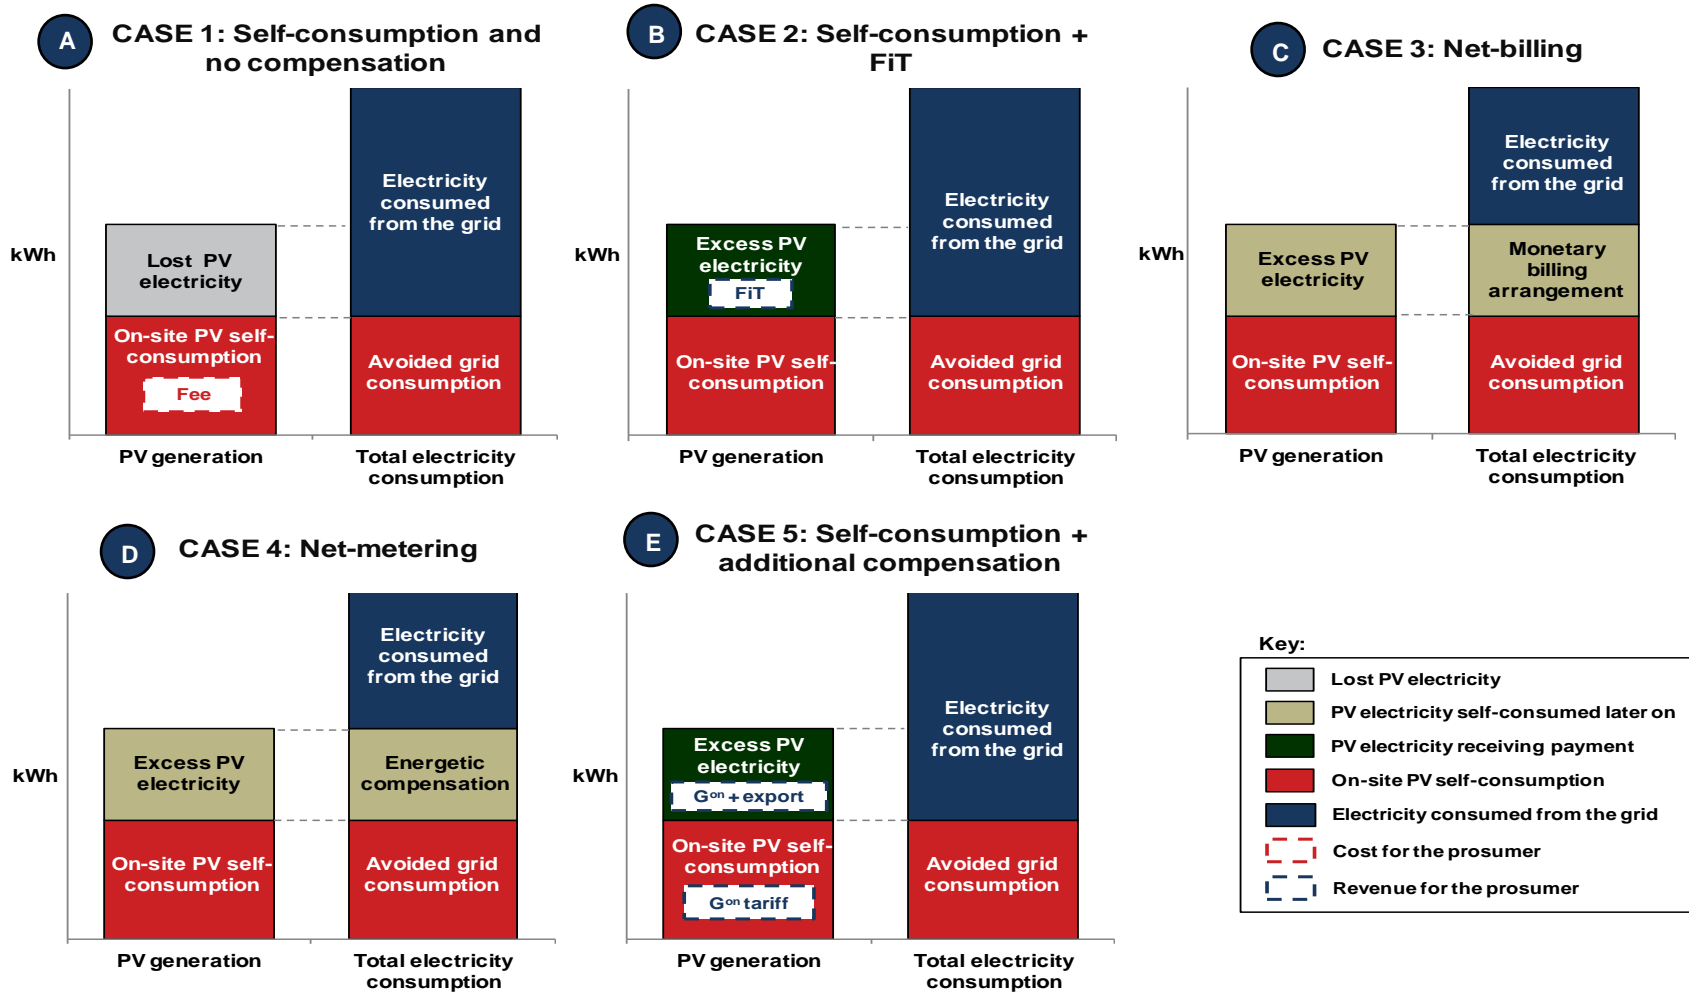 A
CASE 1: Self-consumption and
no compensation
kWh
Electricity
consumed
from the grid
Lost PV
electricity
On-site PV self-
consumption
Fee
Avoided grid
consumption
PV generation
Total electricity
consumption
B
CASE 2: Self-consumption +
FiT
kWh
Electricity
consumed
from the grid
Excess PV
electricity
FiT
On-site PV self-
consumption
Avoided grid
consumption
PV generation
Total electricity
consumption
C
CASE 3: Net-billing
kWh
Electricity
consumed
from the grid
Excess PV
electricity
Monetary
billing
arrangement
On-site PV self-
consumption
Avoided grid
consumption
PV generation
Total electricity
consumption
D
CASE 4: Net-metering
kWh
Electricity
consumed
from the grid
Excess PV
electricity
Energetic
compensation
On-site PV self-
consumption
Avoided grid
consumption
PV generation
Total electricity
consumption
E
CASE 5: Self-consumption +
additional compensation
kWh
Electricity
consumed
from the grid
Excess PV
electricity
Gᵒⁿ + export
On-site PV self-
consumption
Gᵒⁿ tariff
Avoided grid
consumption
PV generation
Total electricity
consumption
Key:
Lost PV electricity
PV electricity self-consumed later on
PV electricity receiving payment
On-site PV self-consumption
Electricity consumed from the grid
Cost for the prosumer
Revenue for the prosumer